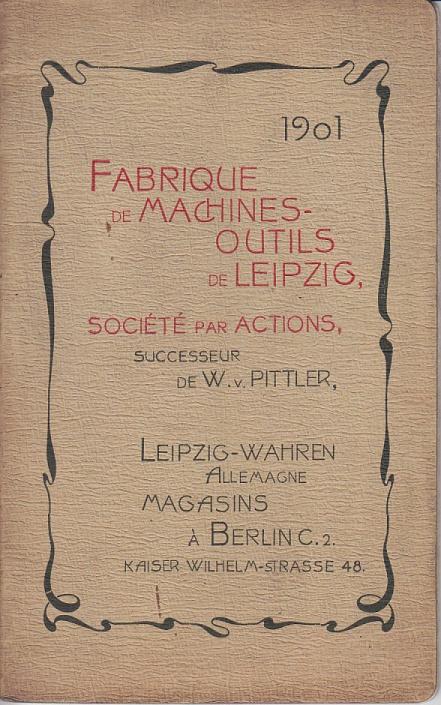 1901
FABRIQUE
DE MACHINES-
OUTILS
DE LEIPZIG,
SOCIÉTÉ PAR ACTIONS,
SUCCESSEUR
DE W. v. PITTLER,
LEIPZIG-WAHREN
ALLEMAGNE
MAGASINS
À BERLIN C. 2.
KAISER WILHELM-STRASSE 48.